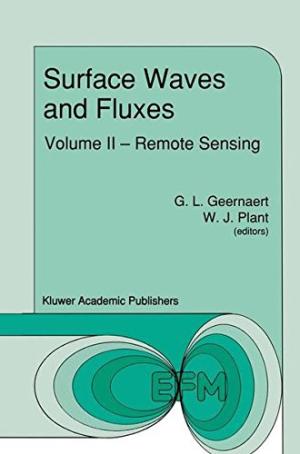 Surface Waves
and Fluxes
Volume II – Remote Sensing
G. L. Geernaert
W. J. Plant
(editors)
Kluwer Academic Publishers
EFM